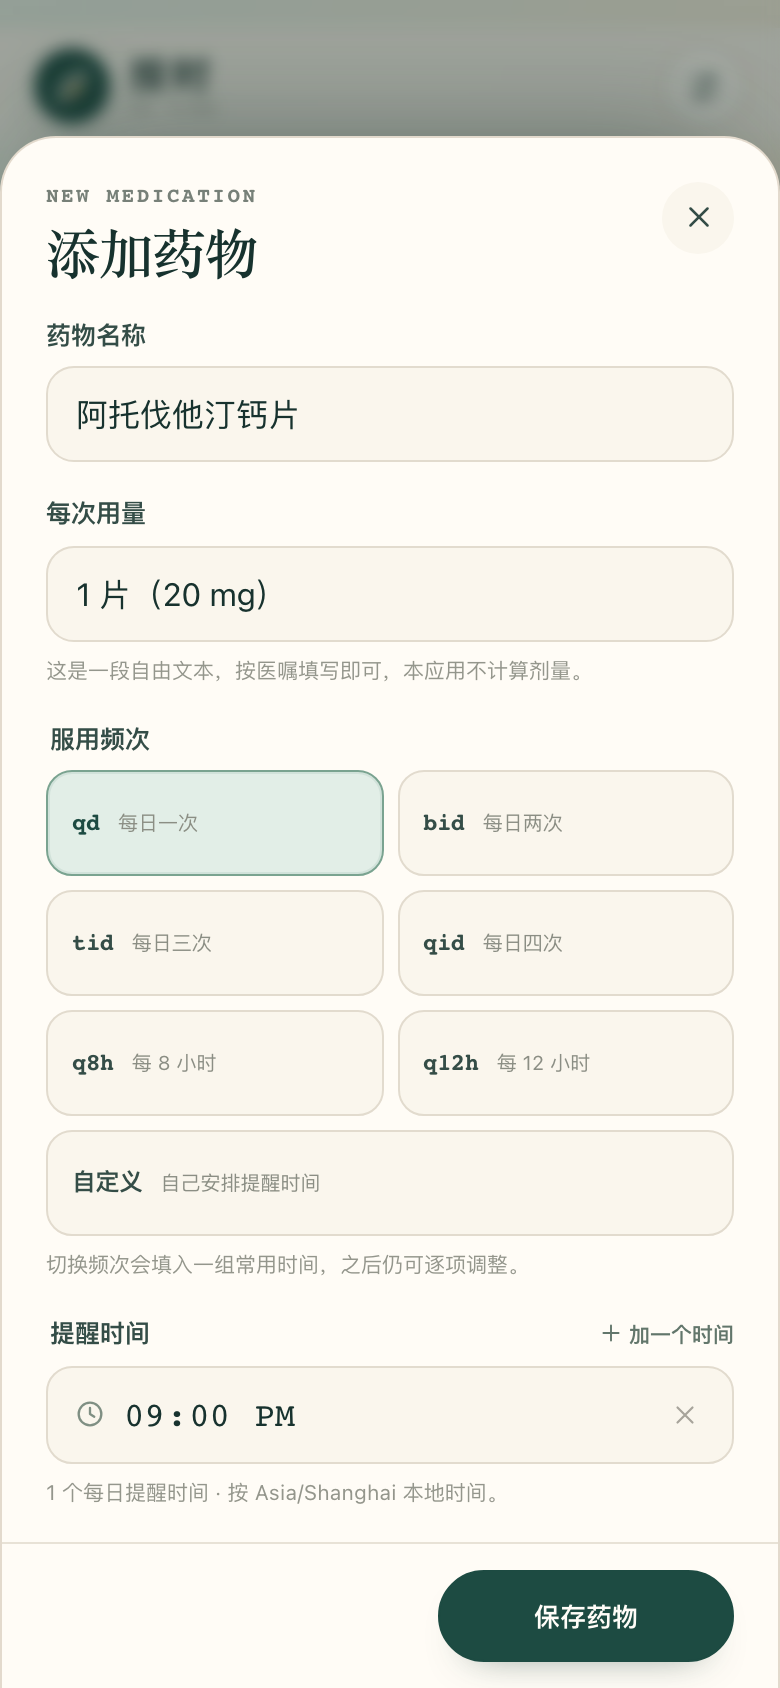 NEW MEDICATION
添加药物
药物名称
阿托伐他汀钙片
每次用量
1 片（20 mg）
这是一段自由文本，按医嘱填写即可，本应用不计算剂量。
服用频次
qd 每日一次
bid 每日两次
tid 每日三次
qid 每日四次
q8h 每 8 小时
q12h 每 12 小时
自定义 自己安排提醒时间
切换频次会填入一组常用时间，之后仍可逐项调整。
提醒时间
+ 加一个时间
09:00 PM
1 个每日提醒时间 · 按 Asia/Shanghai 本地时间。
保存药物